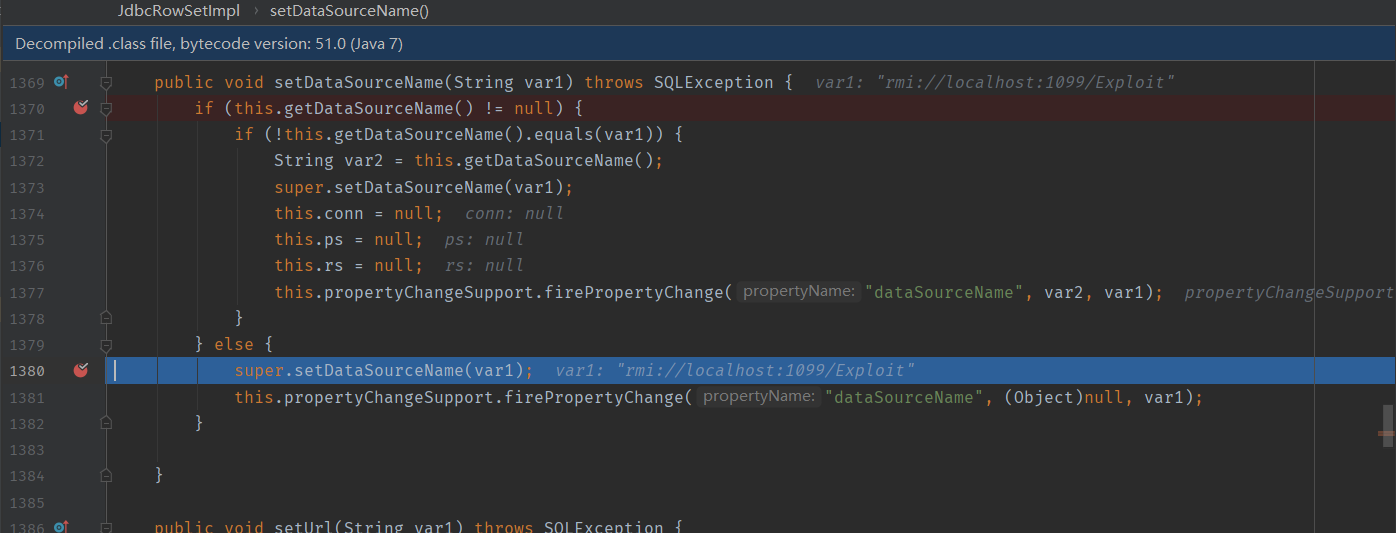 JdbcRowSetImpl › setDataSourceName()
Decompiled .class file, bytecode version: 51.0 (Java 7)
1369 public void setDataSourceName(String var1) throws SQLException { var1: "rmi://localhost:1099/Exploit"
1370 if (this.getDataSourceName() != null) {
1371 if (!this.getDataSourceName().equals(var1)) {
1372 String var2 = this.getDataSourceName();
1373 super.setDataSourceName(var1);
1374 this.conn = null; conn: null
1375 this.ps = null; ps: null
1376 this.rs = null; rs: null
1377 this.propertyChangeSupport.firePropertyChange( propertyName: "dataSourceName", var2, var1); propertyChangeSupport
1378 }
1379 } else {
1380 super.setDataSourceName(var1); var1: "rmi://localhost:1099/Exploit"
1381 this.propertyChangeSupport.firePropertyChange( propertyName: "dataSourceName", (Object)null, var1);
1382 }
1383
1384 }
1385
1386 public void setUrl(String var1) throws SQLException {